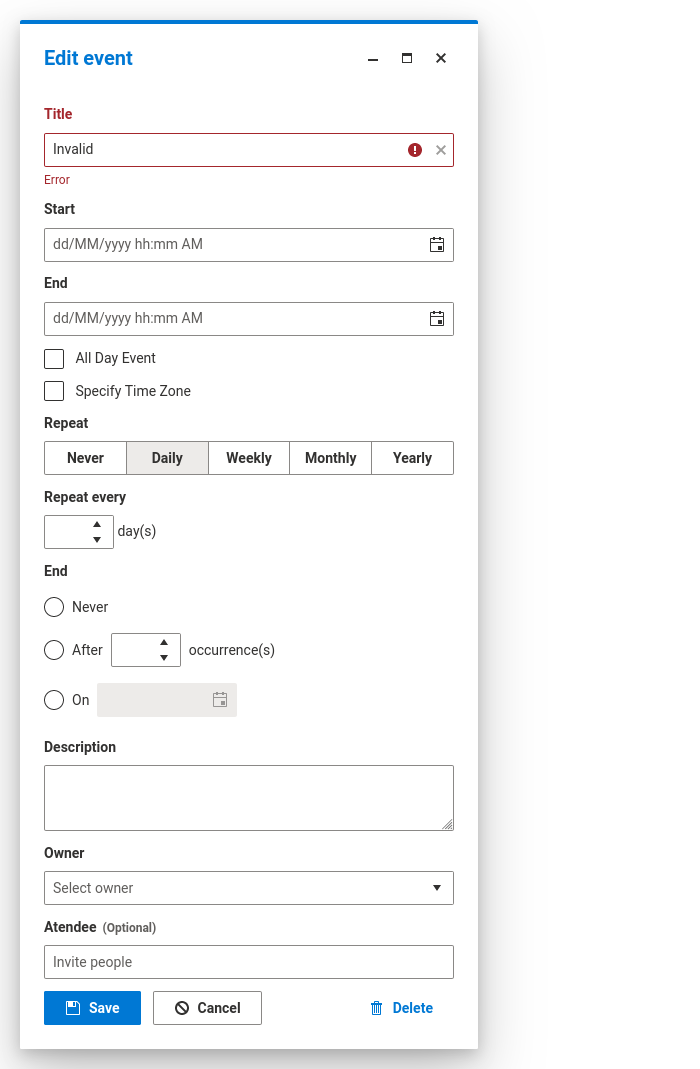 Edit event
Title
Invalid
Error
Start
dd/MM/yyyy hh:mm AM
End
dd/MM/yyyy hh:mm AM
All Day Event
Specify Time Zone
Repeat
Never Daily Weekly Monthly Yearly
Repeat every
day(s)
End
Never
After occurrence(s)
On
Description
Owner
Select owner
Atendee (Optional)
Invite people
Save Cancel Delete